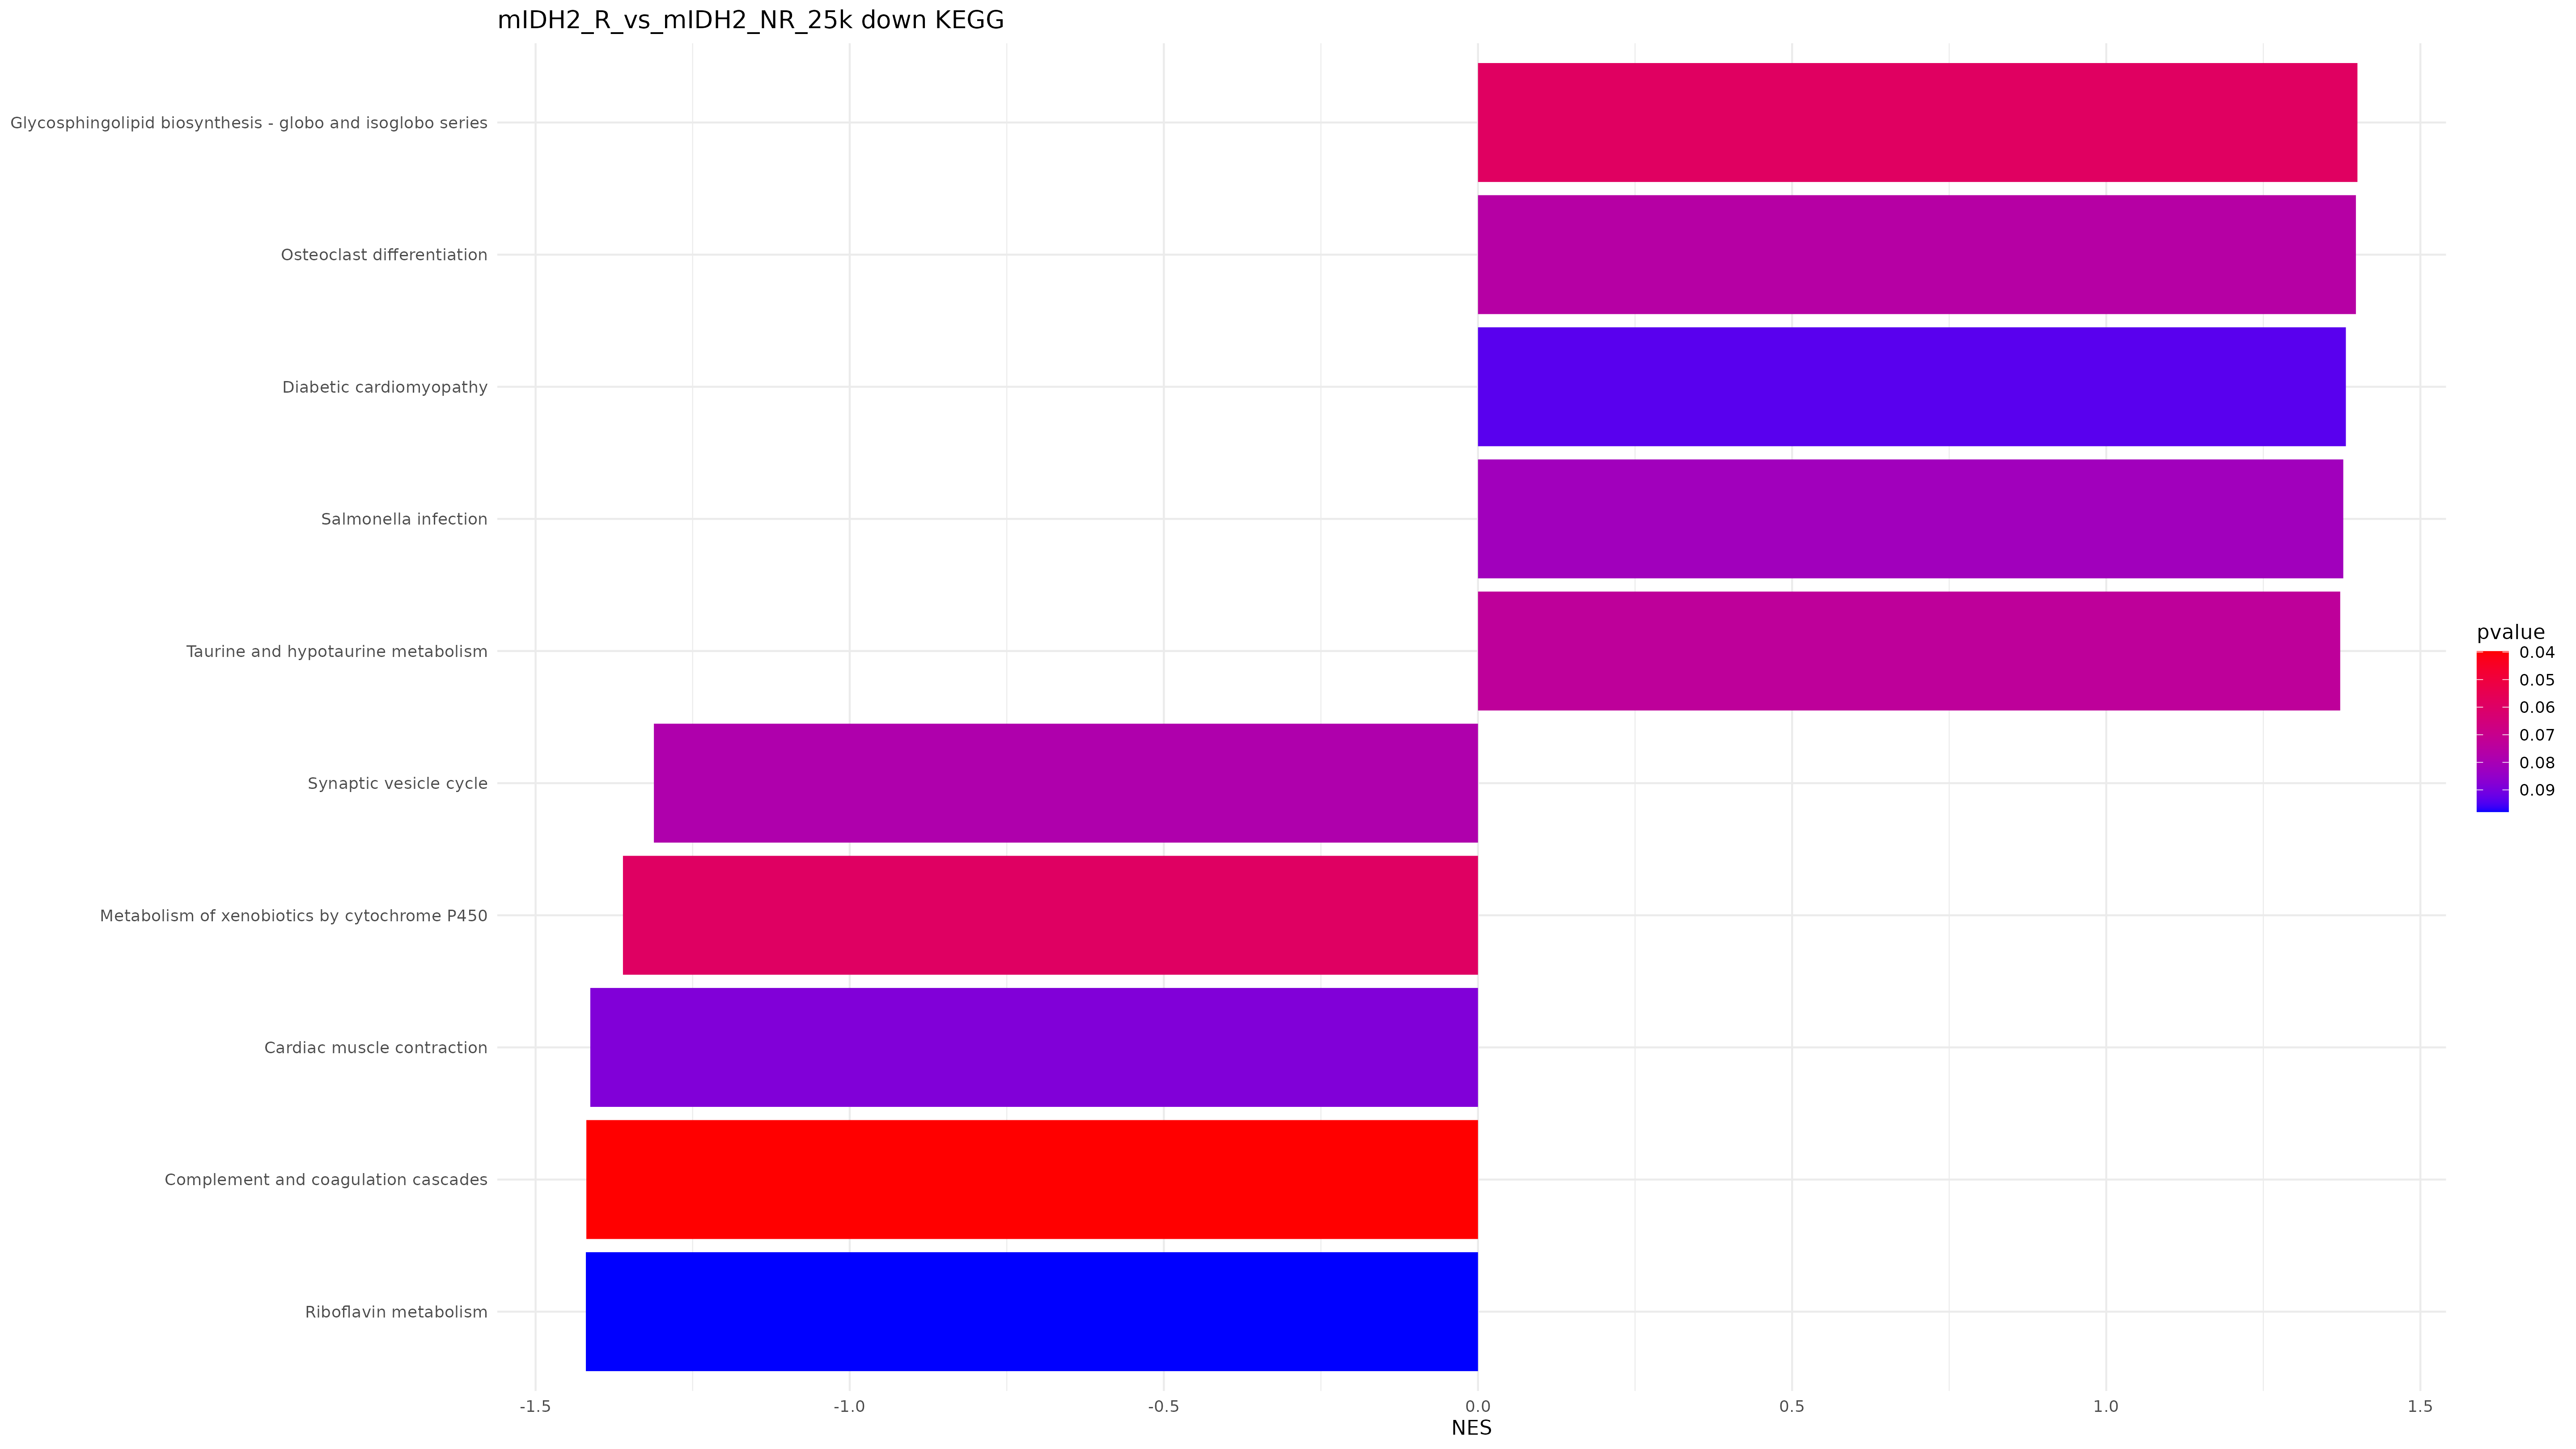 mIDH2_R_vs_mIDH2_NR_25k down KEGG
Glycosphingolipid biosynthesis - globo and isoglobo series
Osteoclast differentiation
Diabetic cardiomyopathy
Salmonella infection
Taurine and hypotaurine metabolism
Synaptic vesicle cycle
Metabolism of xenobiotics by cytochrome P450
Cardiac muscle contraction
Complement and coagulation cascades
Riboflavin metabolism
-1.5 -1.0 -0.5 0.0 0.5 1.0 1.5
NES
pvalue
0.04
0.05
0.06
0.07
0.08
0.09